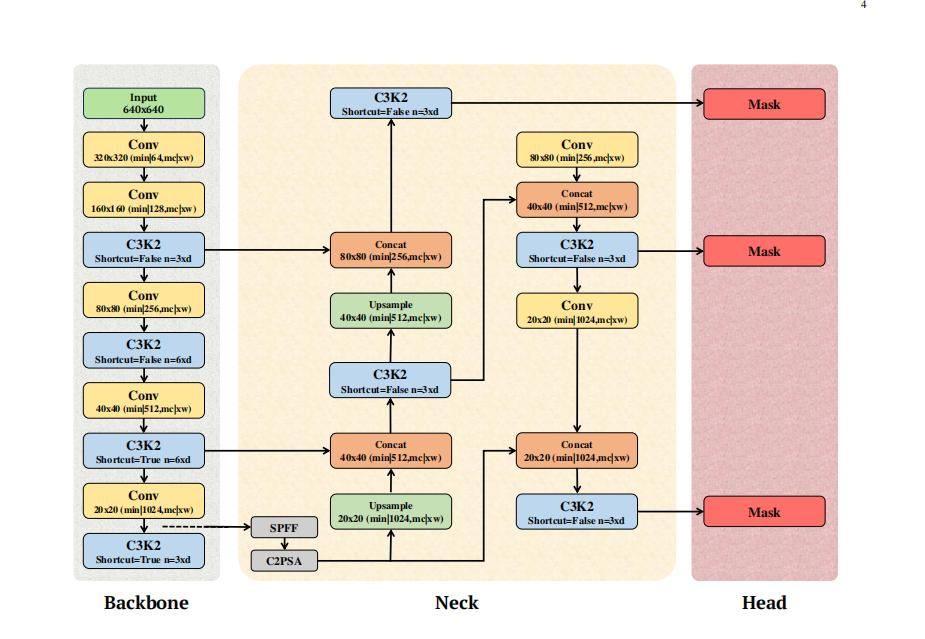 4
Input
640x640
Conv
320x320 (min|64,mc|xw)
Conv
160x160 (min|128,mc|xw)
C3K2
Shortcut=False n=3xd
Conv
80x80 (min|256,mc|xw)
C3K2
Shortcut=False n=6xd
Conv
40x40 (min|512,mc|xw)
C3K2
Shortcut=True n=6xd
Conv
20x20 (min|1024,mc|xw)
C3K2
Shortcut=True n=3xd
Backbone
SPFF
C2PSA
C3K2
Shortcut=False n=3xd
Concat
80x80 (min|256,mc|xw)
Upsample
40x40 (min|512,mc|xw)
C3K2
Shortcut=False n=3xd
Concat
40x40 (min|512,mc|xw)
Upsample
20x20 (min|1024,mc|xw)
Conv
80x80 (min|256,mc|xw)
Concat
40x40 (min|512,mc|xw)
C3K2
Shortcut=False n=3xd
Conv
20x20 (min|1024,mc|xw)
Concat
20x20 (min|1024,mc|xw)
C3K2
Shortcut=False n=3xd
Neck
Mask
Mask
Mask
Head